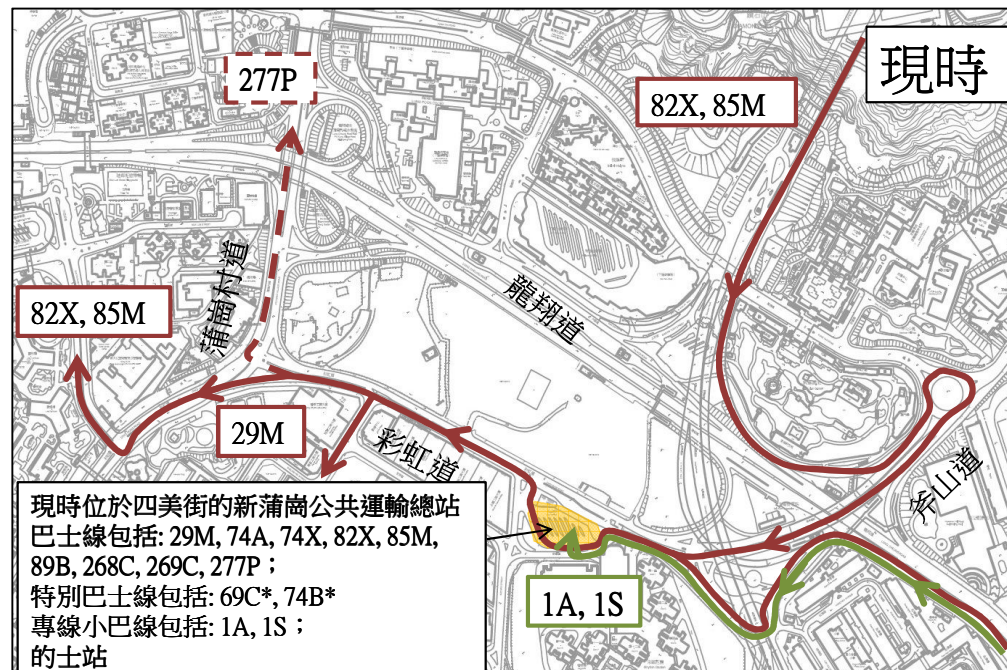 現時
277P
82X, 85M
龍翔道
蒲崗村道
82X, 85M
29M
彩虹道
斧山道
現時位於四美街的新蒲崗公共運輸總站
巴士線包括: 29M, 74A, 74X, 82X, 85M,
89B, 268C, 269C, 277P；
特別巴士線包括: 69C*, 74B*
專線小巴線包括: 1A, 1S；
的士站
1A, 1S